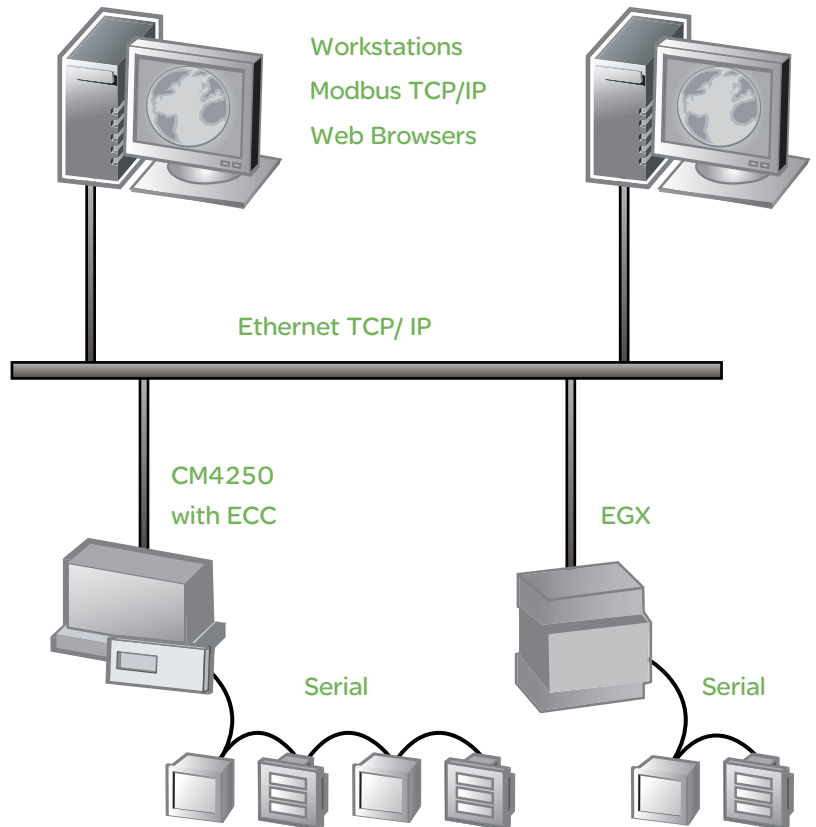 Workstations
Modbus TCP/IP
Web Browsers
Ethernet TCP/ IP
CM4250
with ECC
EGX
Serial
Serial